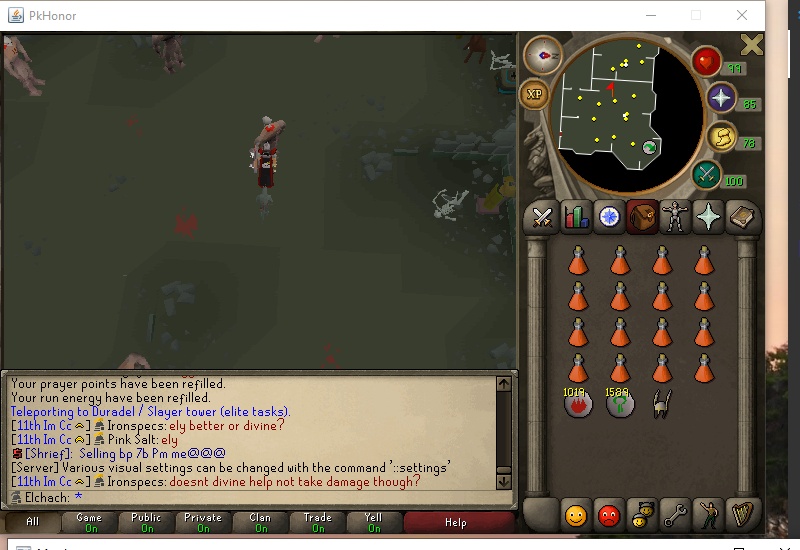 PkHonor
XP
99
85
78
100
1019
1589
Your prayer points have been refilled.
Your run energy have been refilled.
Teleporting to Duradel / Slayer tower (elite tasks).
[11th Im Cc] Ironspecs: ely better or divine?
[11th Im Cc] Pink Salt: ely
[Shrief]: Selling bp 7b Pm me@@@
[Server] Various visual settings can be changed with the command '::settings'
[11th Im Cc] Ironspecs: doesnt divine help not take damage though?
Elchach: *
All
Game On
Public On
Private On
Clan On
Trade On
Yell On
Help